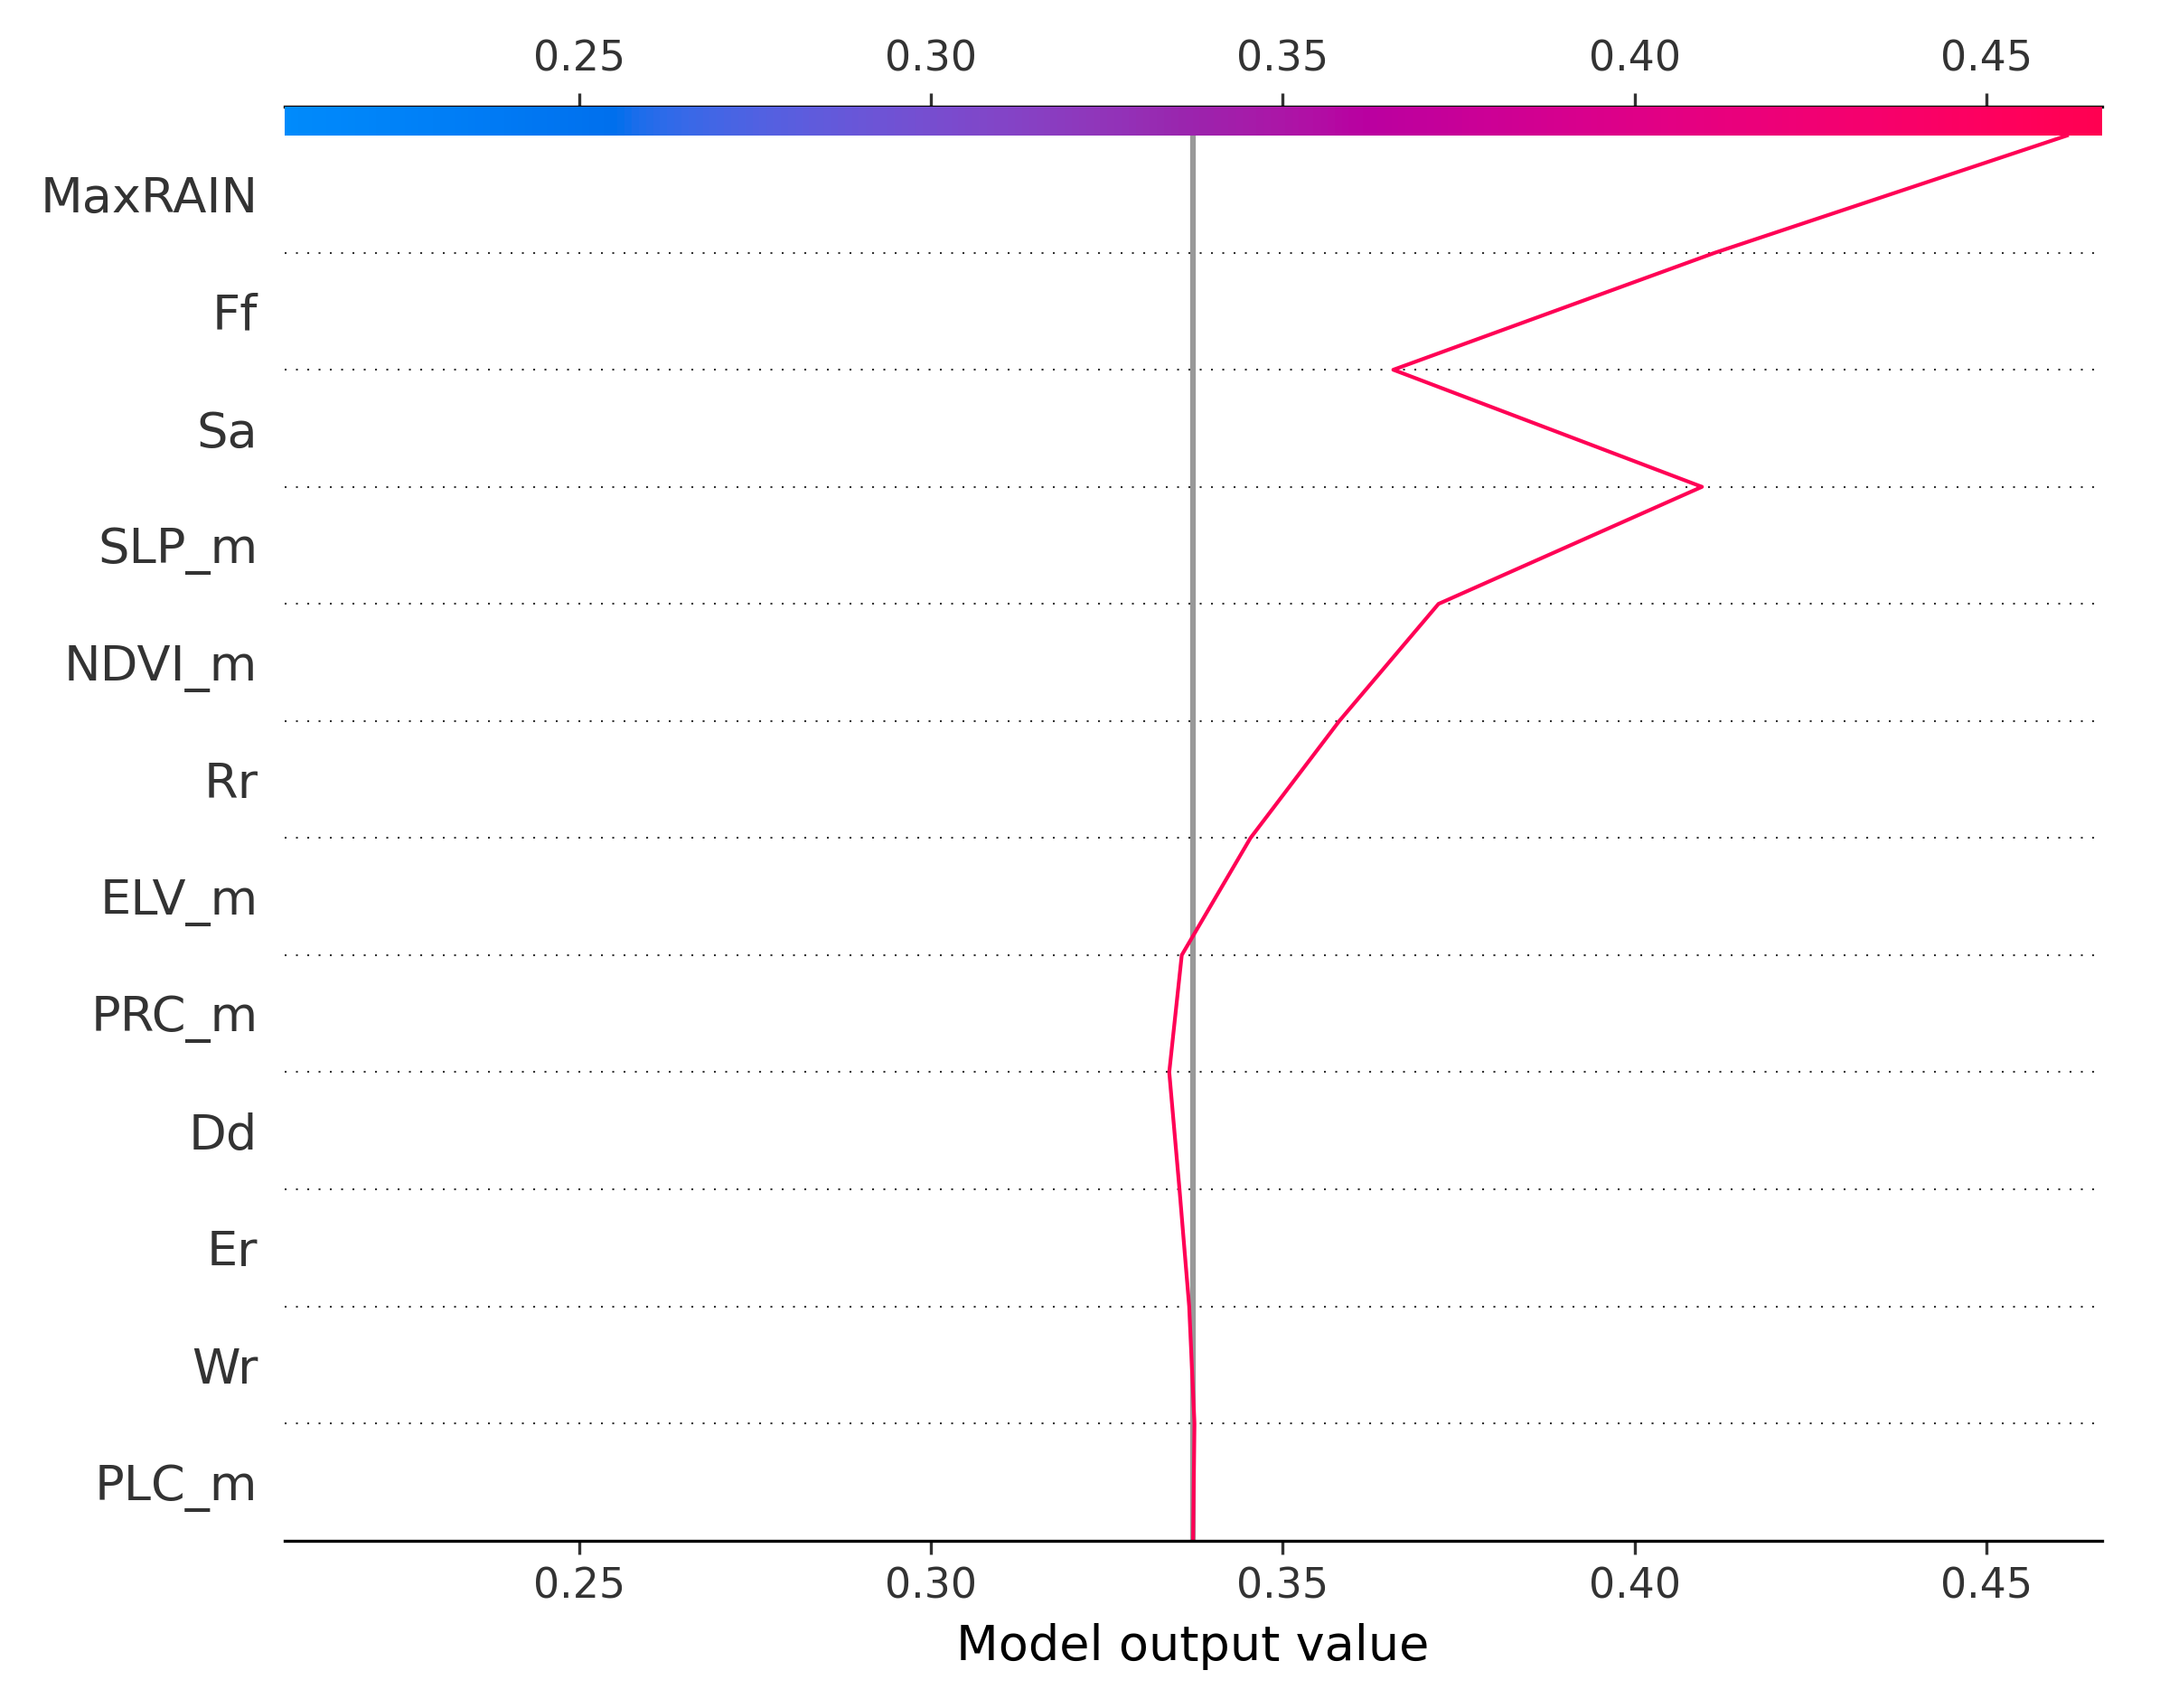 0.25 0.30 0.35 0.40 0.45
MaxRAIN
Ff
Sa
SLP_m
NDVI_m
Rr
ELV_m
PRC_m
Dd
Er
Wr
PLC_m
0.25 0.30 0.35 0.40 0.45
Model output value